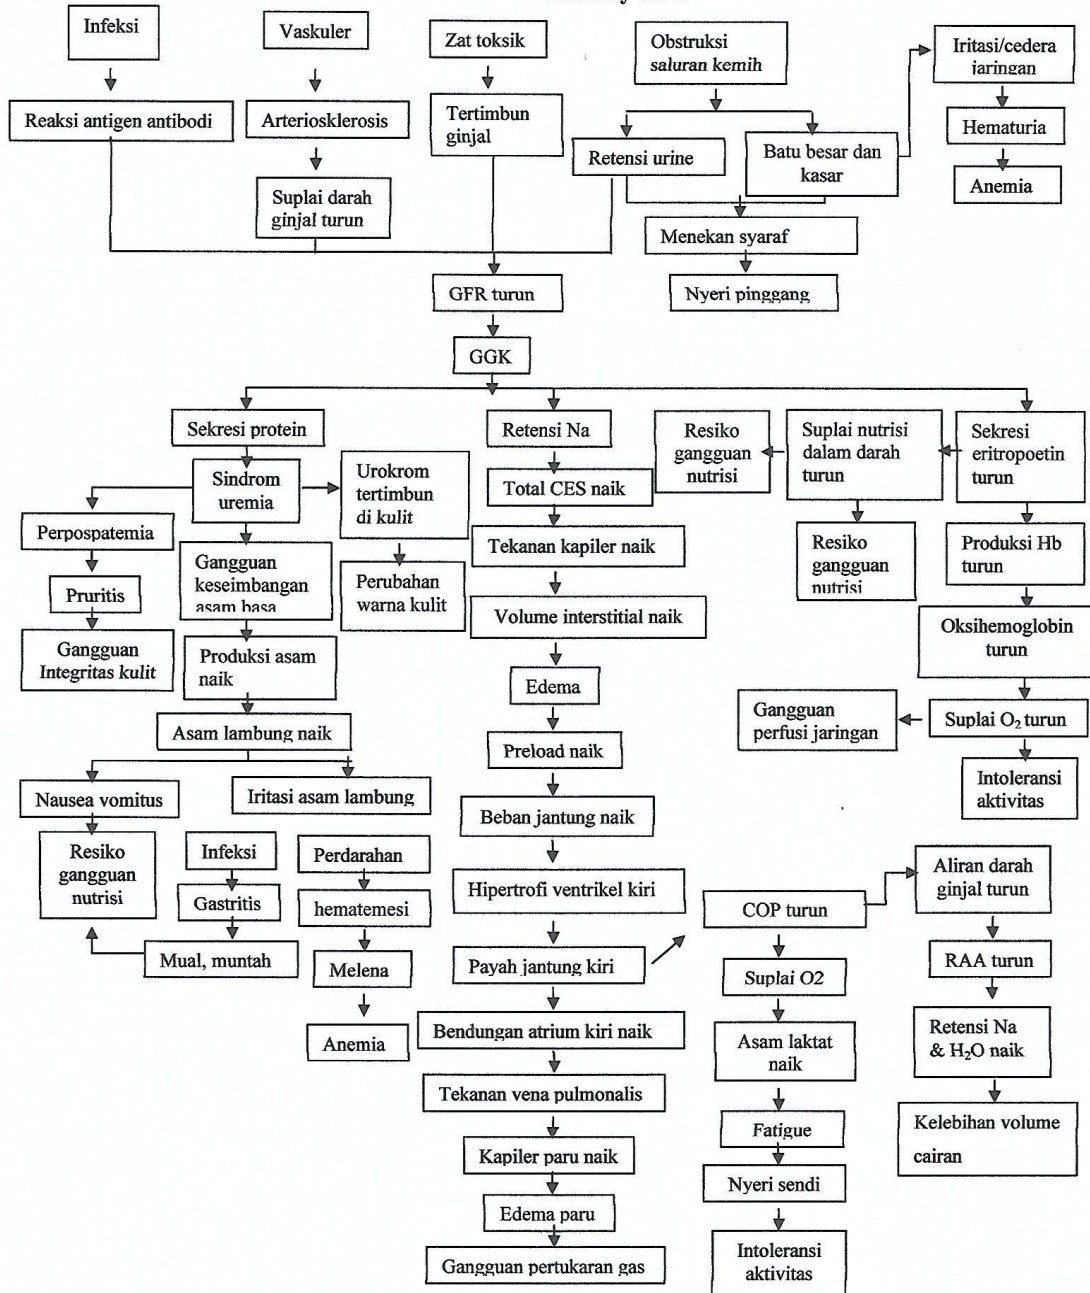 Infeksi
Vaskuler
Zat toksik
Obstruksi
saluran kemih
Iritasi/cedera
jaringan
Reaksi antigen antibodi
Arteriosklerosis
Tertimbun
ginjal
Retensi urine
Batu besar dan
kasar
Hematuria
Anemia
Suplai darah
ginjal turun
Menekan syaraf
Nyeri pinggang
GFR turun
GGK
Sekresi protein
Retensi Na
Resiko
gangguan
nutrisi
Suplai nutrisi
dalam darah
turun
Sekresi
eritropoetin
turun
Sindrom
uremia
Urokrom
tertimbun
di kulit
Total CES naik
Perpospatemia
Gangguan
keseimbangan
asam basa
Perubahan
warna kulit
Tekanan kapiler naik
Resiko
gangguan
nutrisi
Produksi Hb
turun
Pruritis
Volume interstitial naik
Oksihemoglobin
turun
Gangguan
Integritas kulit
Produksi asam
naik
Edema
Gangguan
perfusi jaringan
Suplai O₂ turun
Asam lambung naik
Preload naik
Intoleransi
aktivitas
Nausea vomitus
Iritasi asam lambung
Beban jantung naik
Resiko
gangguan
nutrisi
Infeksi
Perdarahan
Gastritis
hematemesi
Hipertrofi ventrikel kiri
COP turun
Aliran darah
ginjal turun
Mual, muntah
Melena
Payah jantung kiri
Suplai O2
RAA turun
Anemia
Bendungan atrium kiri naik
Asam laktat
naik
Retensi Na
& H₂O naik
Tekanan vena pulmonalis
Fatigue
Kelebihan volume
cairan
Kapiler paru naik
Nyeri sendi
Edema paru
Intoleransi
aktivitas
Gangguan pertukaran gas